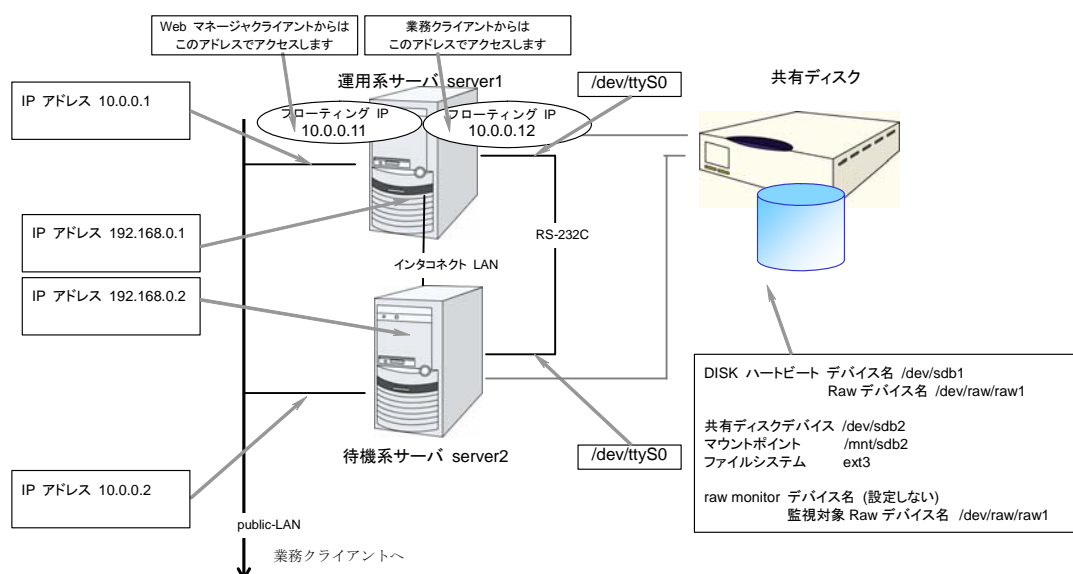 Web マネージャクライアントからは
このアドレスでアクセスします
業務クライアントからは
このアドレスでアクセスします
運用系サーバ server1
/dev/ttyS0
共有ディスク
IP アドレス 10.0.0.1
フローティング IP
10.0.0.11
フローティング IP
10.0.0.12
IP アドレス 192.168.0.1
RS-232C
インタコネクト LAN
IP アドレス 192.168.0.2
DISK ハートビート デバイス名 /dev/sdb1
Raw デバイス名 /dev/raw/raw1
共有ディスクデバイス /dev/sdb2
マウントポイント /mnt/sdb2
ファイルシステム ext3
raw monitor デバイス名 (設定しない)
監視対象 Raw デバイス名 /dev/raw/raw1
待機系サーバ server2
/dev/ttyS0
IP アドレス 10.0.0.2
public-LAN
業務クライアントへ